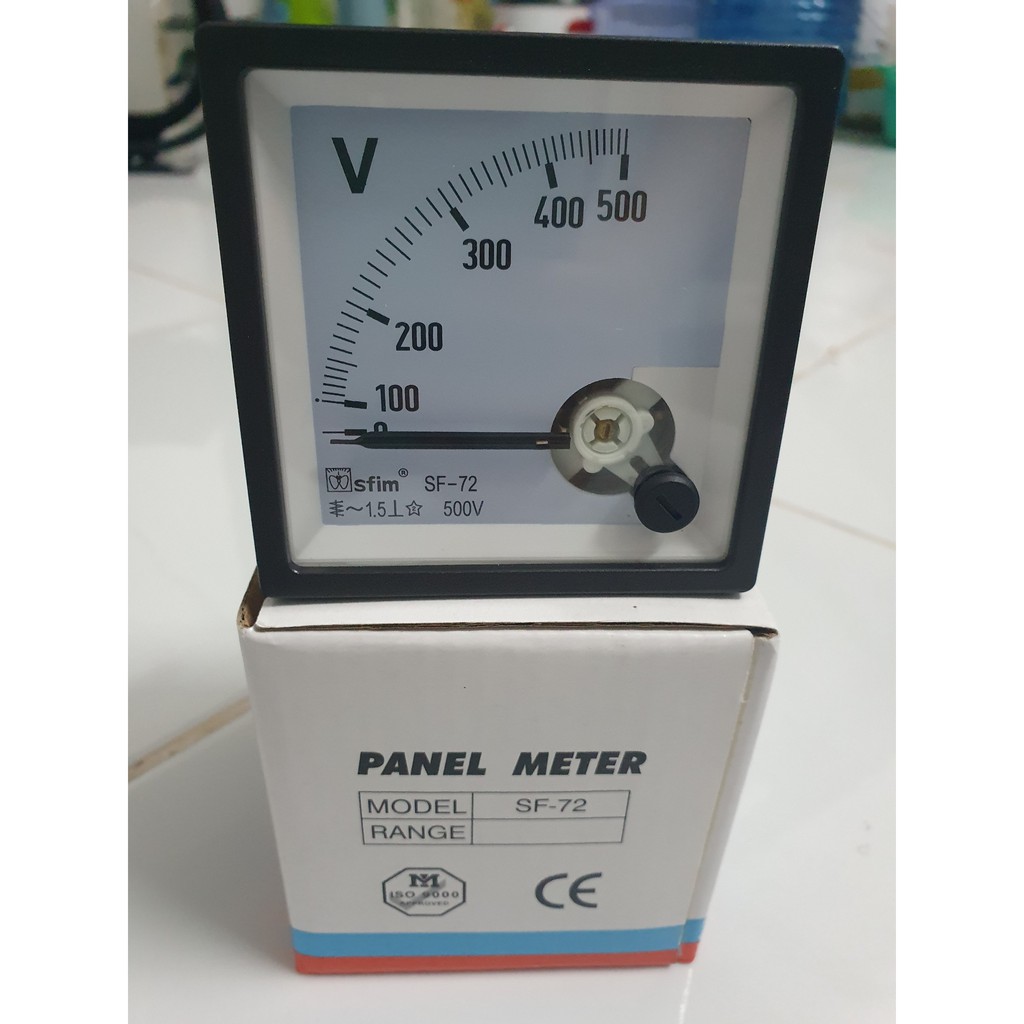 V
500
400
300
200
100
0
sfim® SF-72
~1.5⊥ 500V
PANEL METER
MODEL SF-72
RANGE
M
ISO 9000
APPROVED
CE